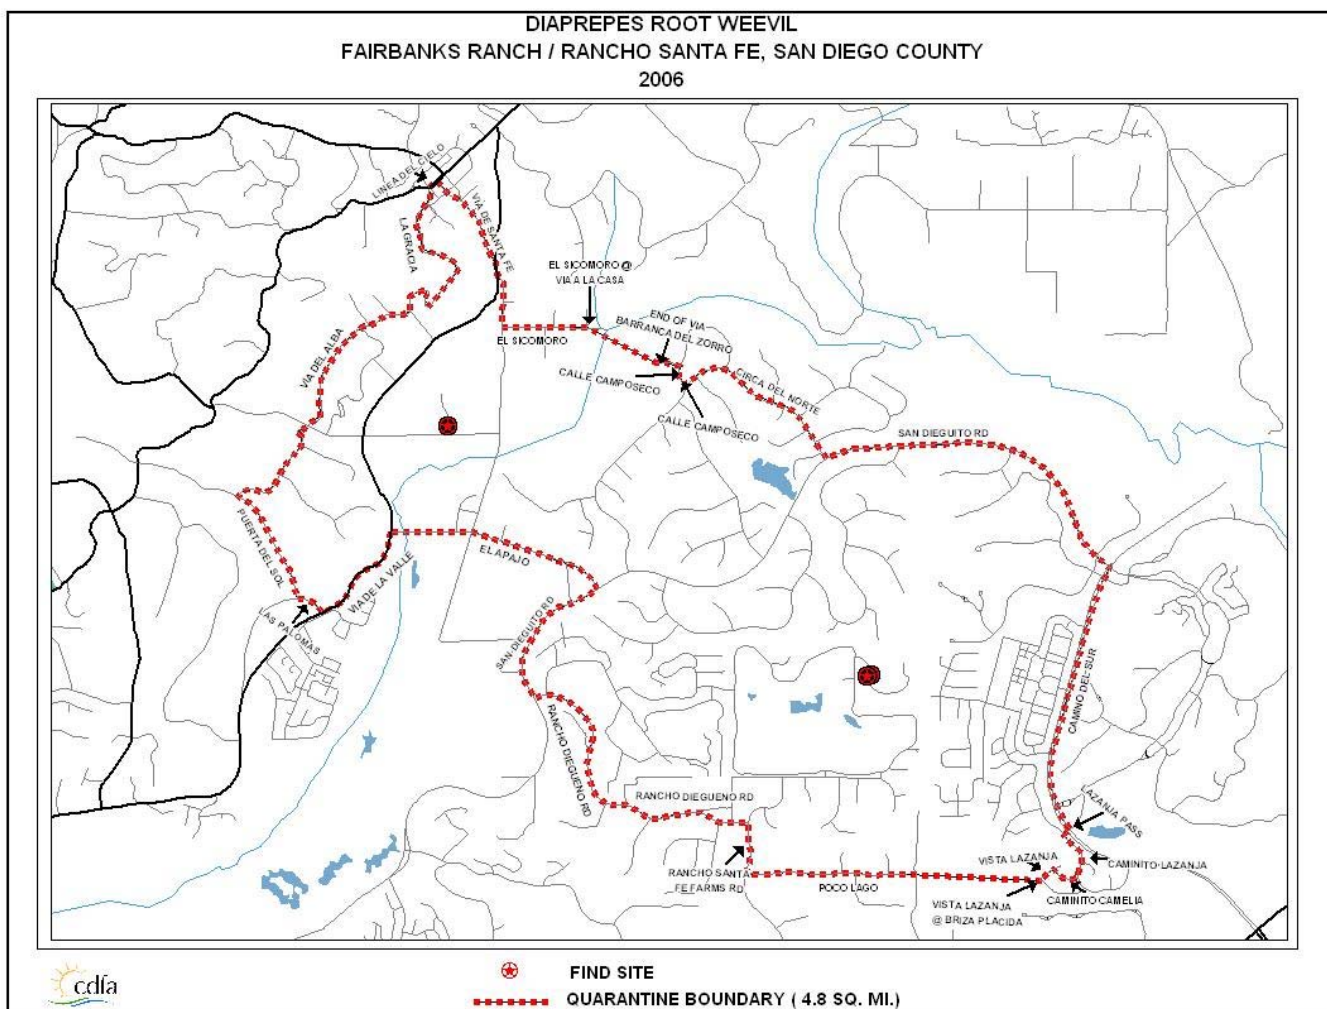 DIAPREPES ROOT WEEVIL
FAIRBANKS RANCH / RANCHO SANTA FE, SAN DIEGO COUNTY
2006
LINEA DEL CIELO
LA GRACIA
VIA DE SANTA FE
EL SICOMORO @
VIA A LA CASA
END OF VIA
BARRANCA DEL ZORRO
EL SICOMORO
CALLE CAMPOSECO
CIRCA DEL NORTE
CALLE CAMPOSECO
VIA DEL ALBA
SAN DIEGUITO RD
PUERTA DEL SOL
EL APAJO
VIA DE LA VALLE
LAS PALOMAS
SAN DIEGUITO RD
CAMINO DEL SUR
RANCHO DIEGUENO RD
RANCHO DIEGUENO RD
LAZANJA PASS
RANCHO SANTA
FE FARMS RD
POCO LAGO
VISTA LAZANJA
CAMINITO LAZANJA
VISTA LAZANJA
@ BRIZA PLACIDA
CAMINITO CAMELIA
cdfa
FIND SITE
QUARANTINE BOUNDARY ( 4.8 SQ. MI.)